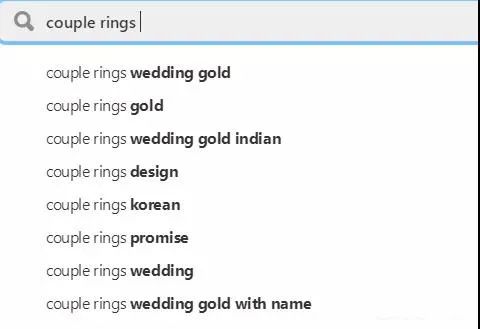 couple rings
couple rings wedding gold
couple rings gold
couple rings wedding gold indian
couple rings design
couple rings korean
couple rings promise
couple rings wedding
couple rings wedding gold with name